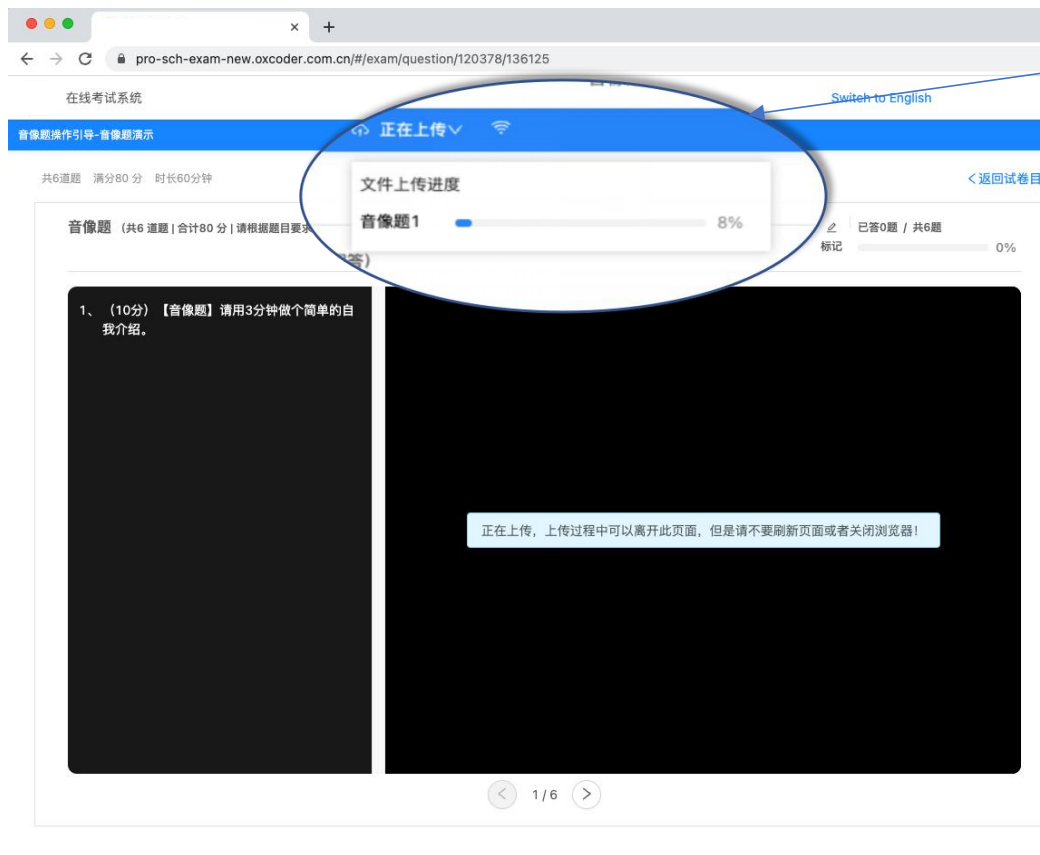 pro-sch-exam-new.oxcoder.com.cn/#/exam/question/120378/136125
在线考试系统
Switch to English
音像题操作引导-音像题演示
正在上传
共6道题 满分80 分 时长60分钟
<返回试卷目
文件上传进度
音像题1 8%
音像题 (共6 道题 | 合计80 分 | 请根据题目要求
答)
标记
已答0题 / 共6题
0%
1、 (10分) 【音像题】请用3分钟做个简单的自
我介绍。
正在上传,上传过程中可以离开此页面,但是请不要刷新页面或者关闭浏览器!
1 / 6